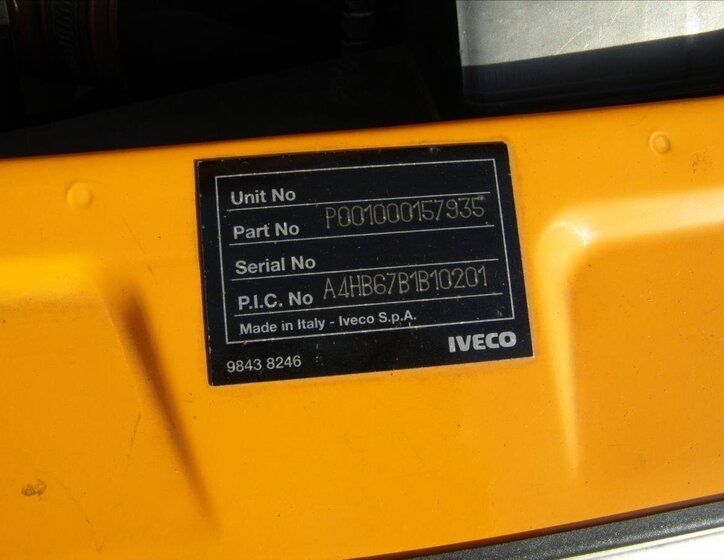 Unit No
Part No P001000157935
Serial No
P.I.C. No A4HB67B1B10201
Made in Italy - Iveco S.p.A.
IVECO
9843 8246